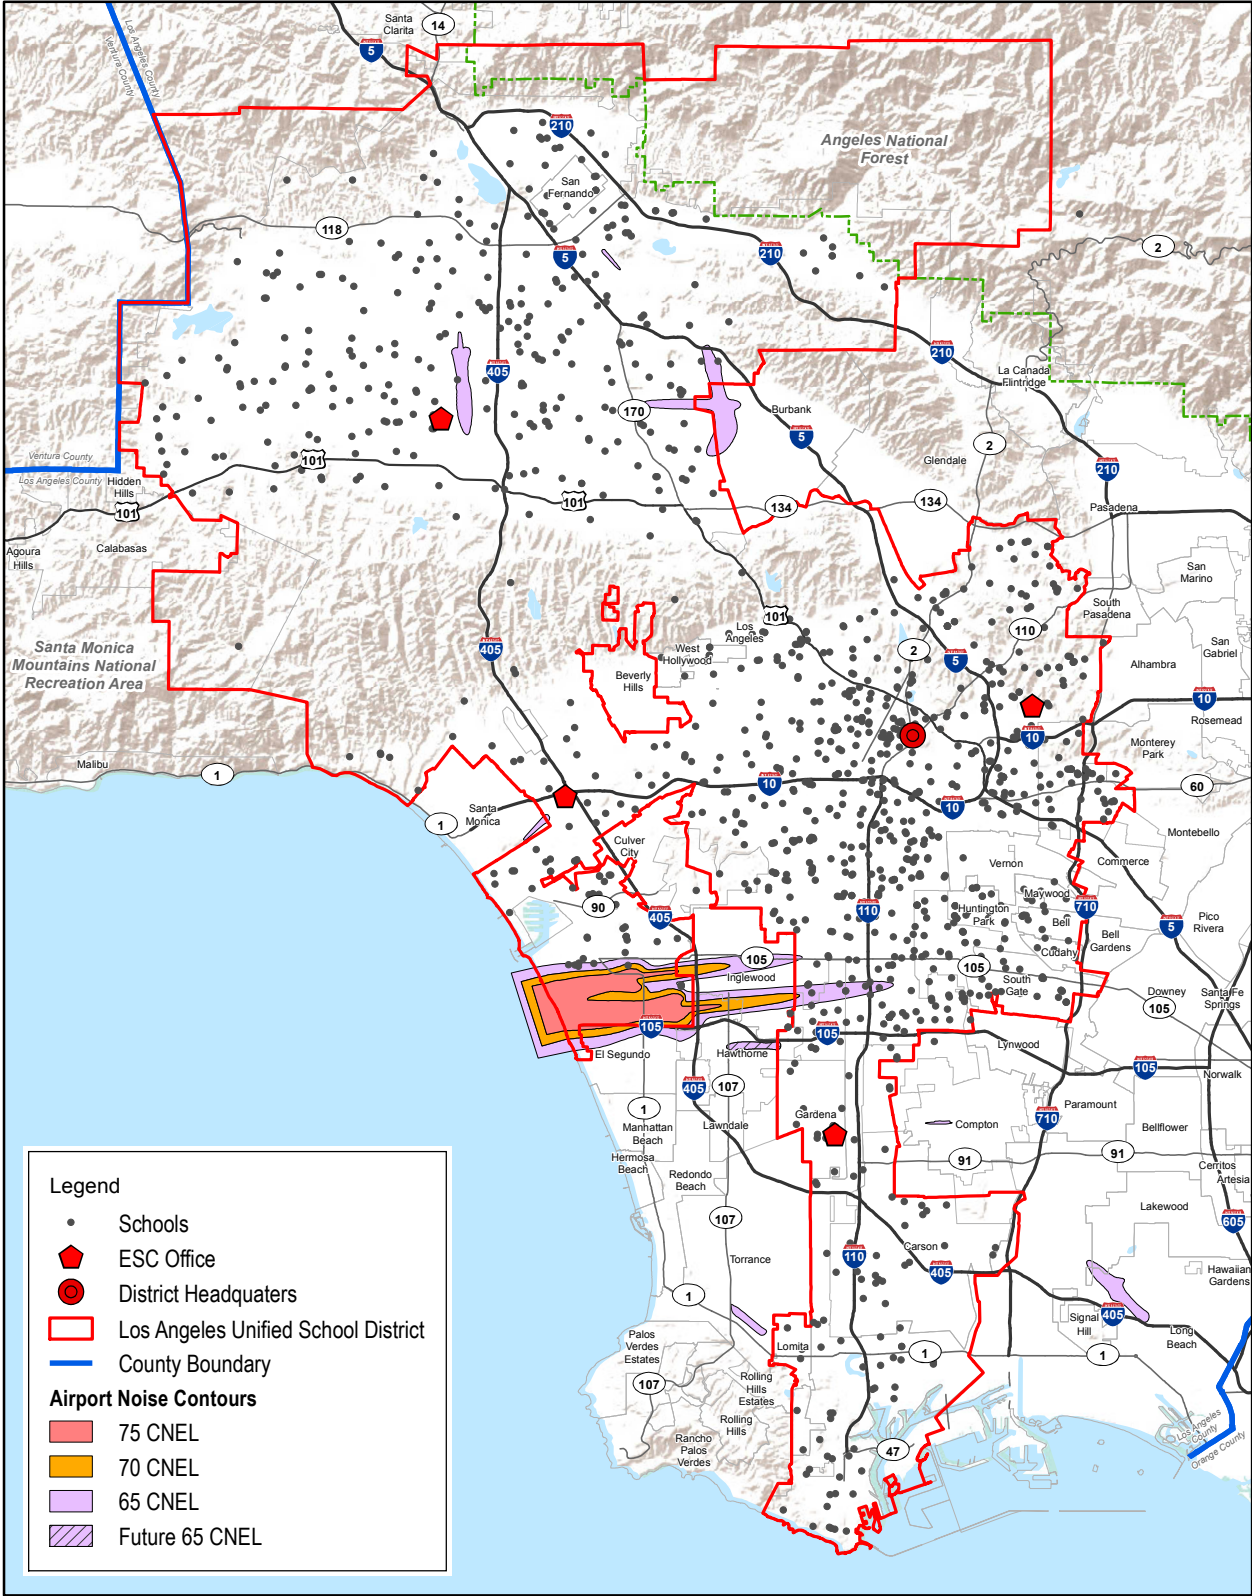 Santa
Clarita
14
5
Los Angeles County
Ventura County
210
Angeles National
Forest
San
Fernando
118
2
5
210
405
210
La Canada
Flintridge
170
Burbank
5
2
Glendale
Ventura County
Los Angeles County
101
210
Hidden
Hills
101
101
134
134
Pasadena
Agoura
Hills
Calabasas
San
Marino
South
Pasadena
101
Los
Angeles
110
Santa Monica
Mountains National
Recreation Area
405
West
Hollywood
2
5
San
Gabriel
Alhambra
Beverly
Hills
10
Rosemead
10
Monterey
Park
Malibu
1
10
60
10
Santa
Monica
1
Montebello
Culver
City
Vernon
Commerce
Maywood
90
405
110
Huntington
Park
Bell
710
Bell
Gardens
5
Pico
Rivera
Cudahy
105
Inglewood
105
South
Gate
Downey
105
Santa Fe
Springs
105
105
El Segundo
Hawthorne
Lynwood
105
Norwalk
405
107
1
Manhattan
Beach
Lawndale
Gardena
710
Paramount
Compton
Bellflower
Hermosa
Beach
Redondo
Beach
91
91
Cerritos
Artesia
107
Lakewood
605
Torrance
110
Carson
405
Hawaiian
Gardens
1
405
Signal
Hill
Long
Beach
Palos
Verdes
Estates
Lomita
1
1
107
Rolling
Hills
Estates
Rolling
Hills
Rancho
Palos
Verdes
47
Los Angeles
County
Orange County
Legend
Schools
ESC Office
District Headquaters
Los Angeles Unified School District
County Boundary
Airport Noise Contours
75 CNEL
70 CNEL
65 CNEL
Future 65 CNEL